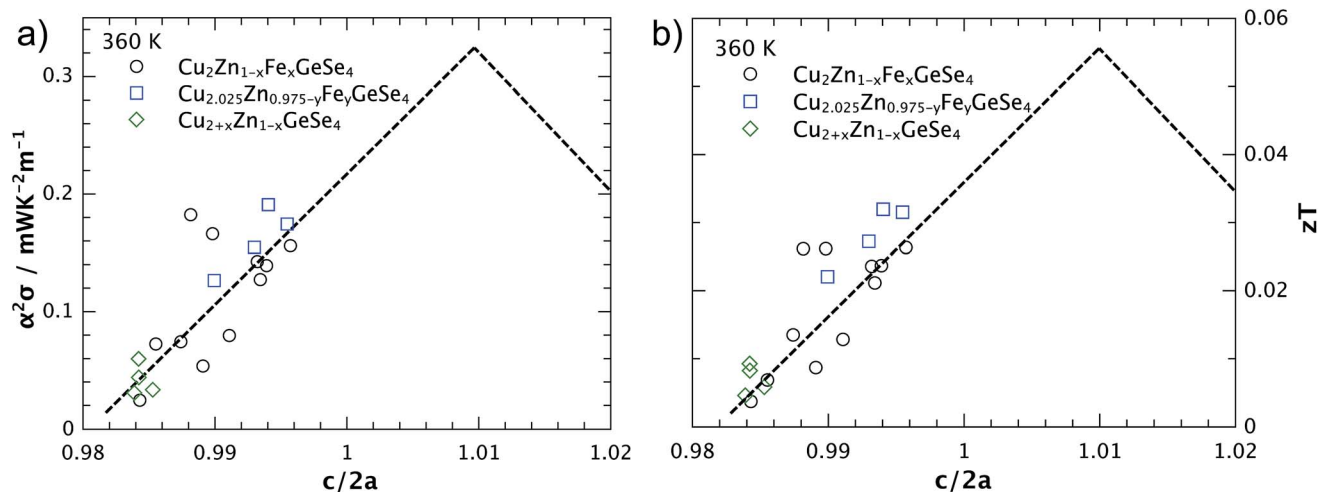 a)
360 K
Cu₂Zn₁₋ₓFeₓGeSe₄
Cu₂.₀₂₅Zn₀.₉₇₅₋yFeyGeSe₄
Cu₂₊ₓZn₁₋ₓGeSe₄
α²σ / mWK⁻²m⁻¹
0.3
0.2
0.1
0
0.98
0.99
1
1.01
1.02
c/2a
b)
360 K
Cu₂Zn₁₋ₓFeₓGeSe₄
Cu₂.₀₂₅Zn₀.₉₇₅₋yFeyGeSe₄
Cu₂₊ₓZn₁₋ₓGeSe₄
0.06
0.04
0.02
0
zT
0.98
0.99
1
1.01
1.02
c/2a